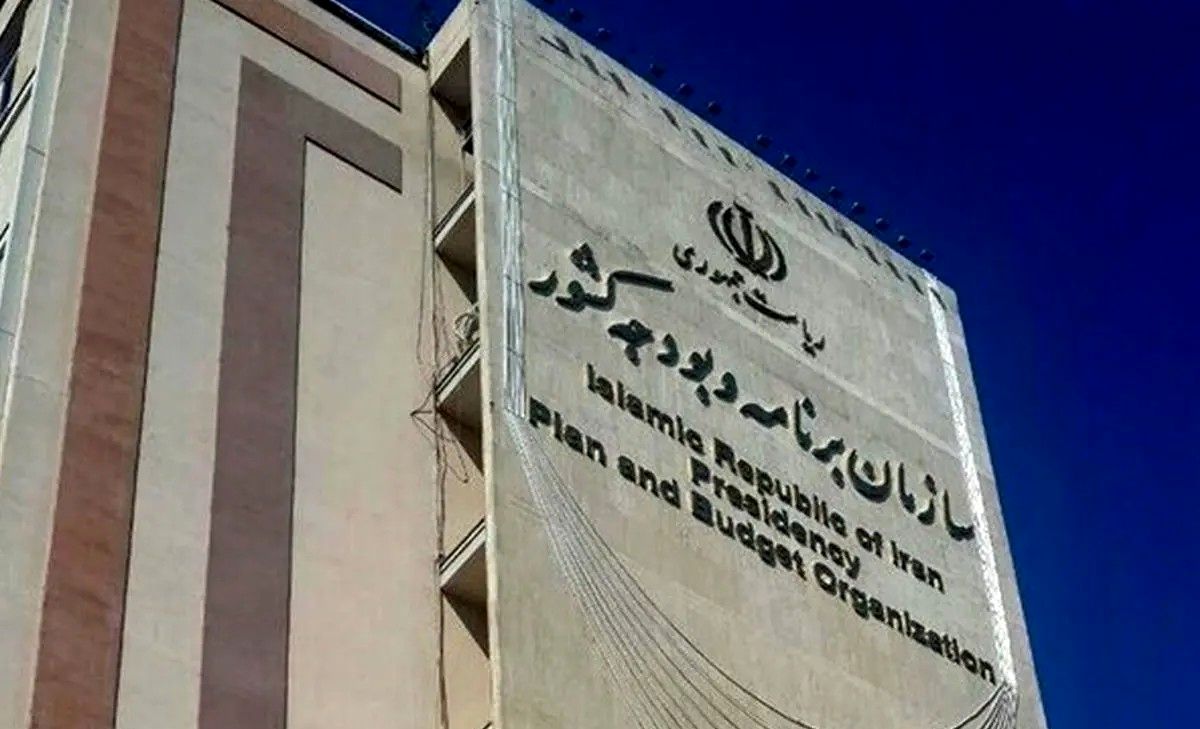 ریاست جمهوری
سازمان برنامه و بودجه کشور
Islamic Republic of Iran
Presidency
Plan and Budget Organization